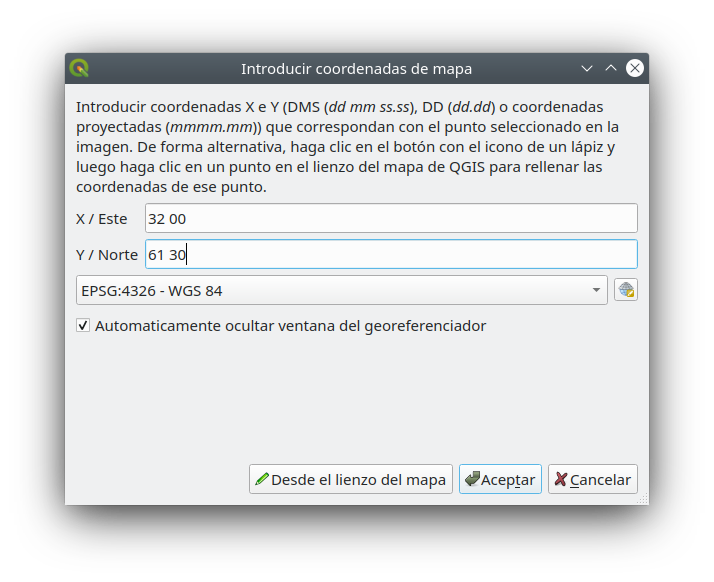 Introducir coordenadas de mapa
Introducir coordenadas X e Y (DMS (dd mm ss.ss), DD (dd.dd) o coordenadas
proyectadas (mmmm.mm)) que correspondan con el punto seleccionado en la
imagen. De forma alternativa, haga clic en el botón con el icono de un lápiz y
luego haga clic en un punto en el lienzo del mapa de QGIS para rellenar las
coordenadas de ese punto.
X / Este 32 00
Y / Norte 61 30
EPSG:4326 - WGS 84
Automaticamente ocultar ventana del georeferenciador
Desde el lienzo del mapa Aceptar Cancelar